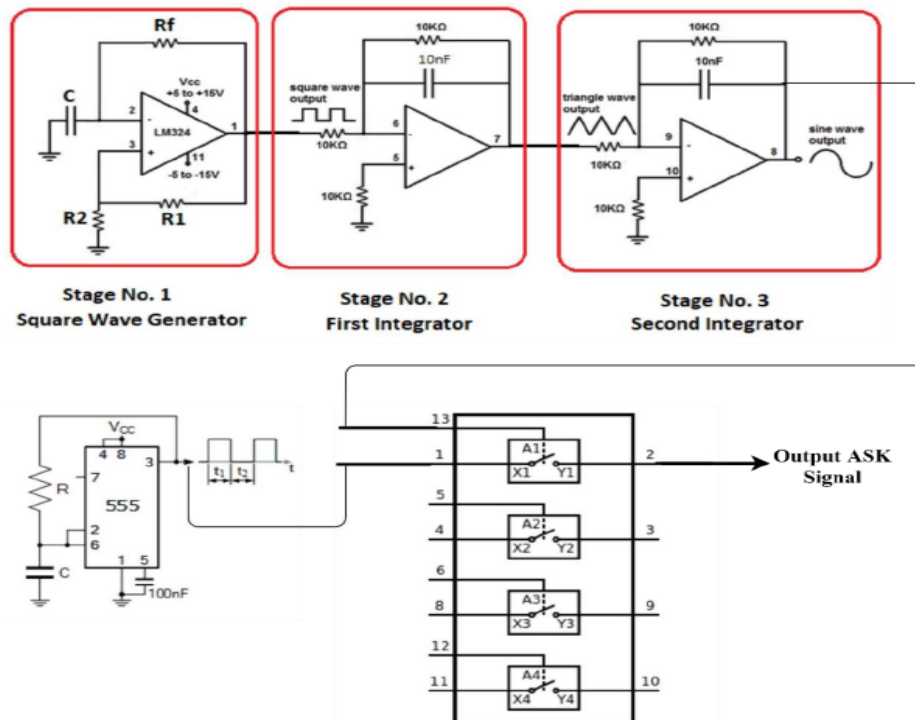 Rf
C
Vcc
+5 to +15V
2
4
LM324
1
3
11
-5 to -15V
R2
R1
10KΩ
10nF
square wave
output
10KΩ
6
7
5
10KΩ
10KΩ
10nF
triangle wave
output
10KΩ
9
8
10
10KΩ
sine wave
output
Stage No. 1
Square Wave Generator
Stage No. 2
First Integrator
Stage No. 3
Second Integrator
VCC
4 8
3
R
7
555
t1 t2 t
2
6
C
1 5
100nF
13
A1
1 X1 Y1 2
Output ASK
Signal
5
A2
4 X2 Y2 3
6
A3
8 X3 Y3 9
12
A4
11 X4 Y4 10